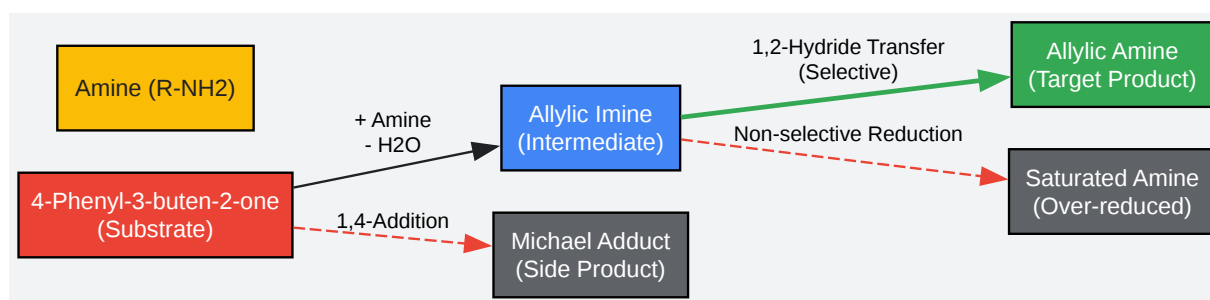 Amine (R-NH2)
4-Phenyl-3-buten-2-one
(Substrate)
+ Amine
- H2O
1,4-Addition
Allylic Imine
(Intermediate)
Michael Adduct
(Side Product)
1,2-Hydride Transfer
(Selective)
Non-selective Reduction
Allylic Amine
(Target Product)
Saturated Amine
(Over-reduced)